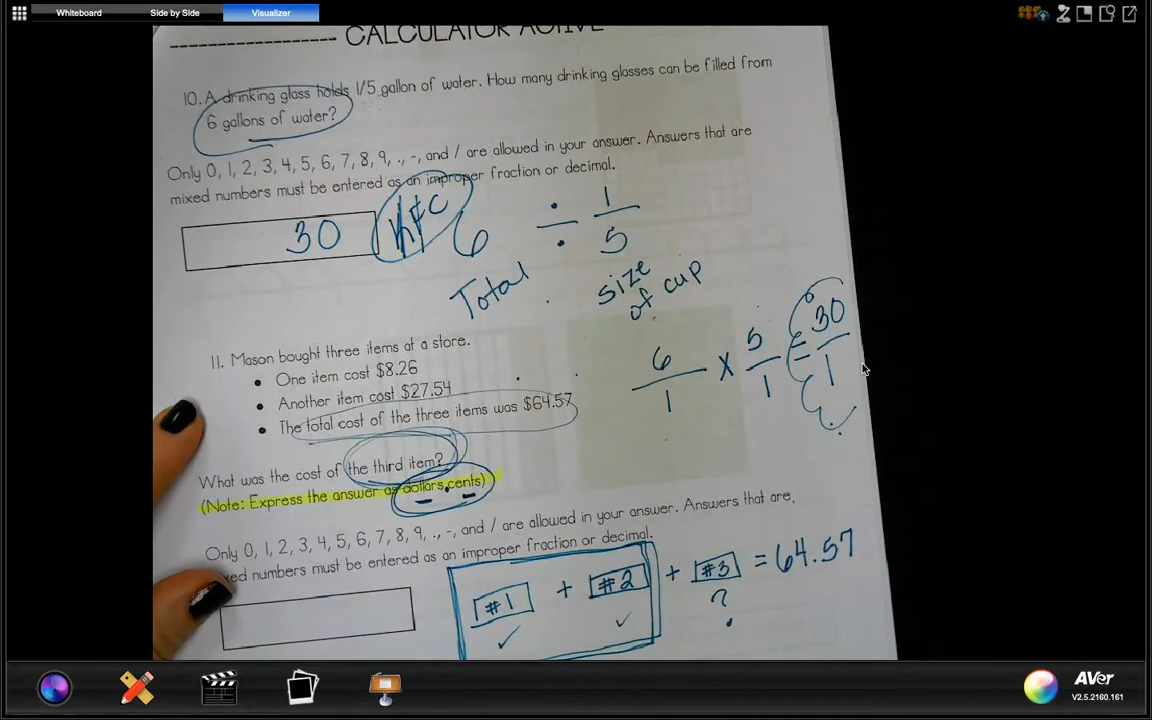 Whiteboard
Side by Side
Visualizer
CALCULATOR ACTIVE
10. A drinking glass holds 1/5 gallon of water. How many drinking glasses can be filled from
6 gallons of water?
Only 0, 1, 2, 3, 4, 5, 6, 7, 8, 9, ., -, and / are allowed in your answer. Answers that are
mixed numbers must be entered as an improper fraction or decimal.
30
KFC
6 ÷ 1/5
Total
size
of cup
6/1 X 5/1 = 30/1
11. Mason bought three items at a store.
• One item cost $8.26
• Another item cost $27.54
• The total cost of the three items was $64.57
What was the cost of the third item?
(Note: Express the answer as dollars.cents)
Only 0, 1, 2, 3, 4, 5, 6, 7, 8, 9, ., -, and / are allowed in your answer. Answers that are
xed numbers must be entered as an improper fraction or decimal.
#1 + #2 + #3 = 64.57
?
AVer
V2.5.2160.161